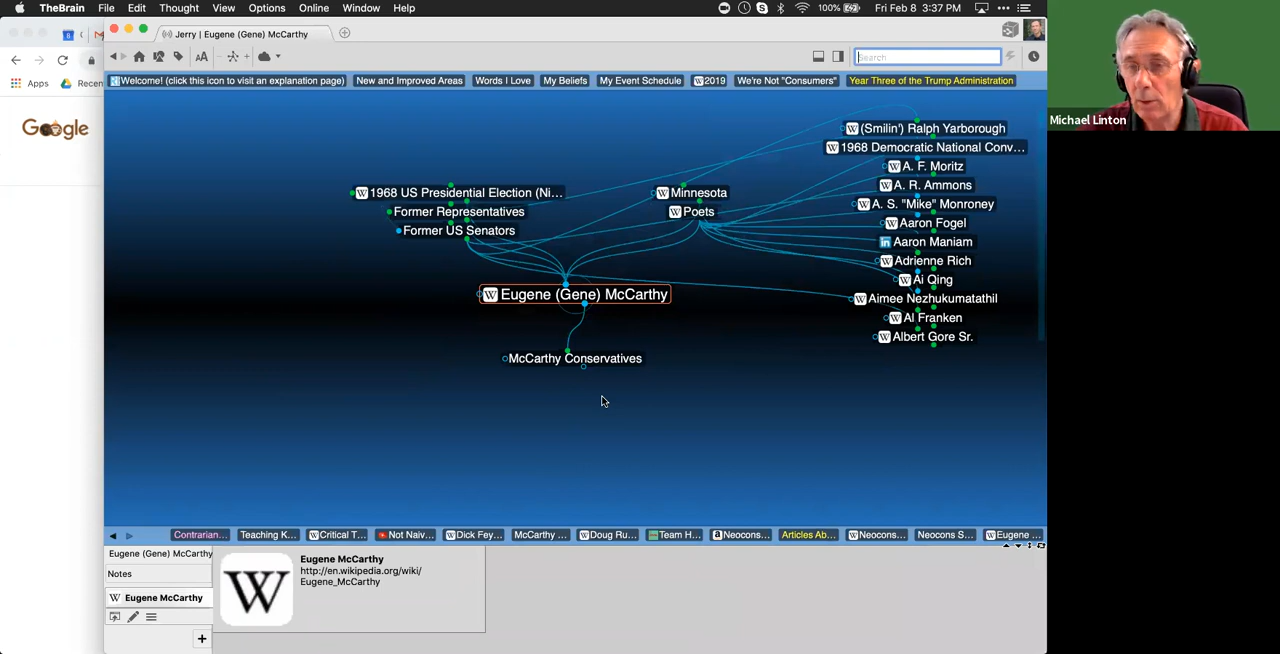 TheBrain File Edit Thought View Options Online Window Help 100% Fri Feb 8 3:37 PM
Jerry | Eugene (Gene) McCarthy
AA
Search
Welcome! (click this icon to visit an explanation page) New and Improved Areas Words I Love My Beliefs My Event Schedule 2019 We're Not "Consumers" Year Three of the Trump Administration
Apps Recen
Google
Michael Linton
(Smilin') Ralph Yarborough
1968 Democratic National Conv...
A. F. Moritz
A. R. Ammons
A. S. "Mike" Monroney
Aaron Fogel
Aaron Maniam
Adrienne Rich
Ai Qing
Aimee Nezhukumatathil
Al Franken
Albert Gore Sr.
1968 US Presidential Election (Ni...
Former Representatives
Former US Senators
Minnesota
Poets
Eugene (Gene) McCarthy
McCarthy Conservatives
Contrarian... Teaching K... Critical T... Not Naiv... Dick Fey... McCarthy ... Doug Ru... Team H... Neocons... Articles Ab... Neocons... Neocons S... Eugene ...
Eugene (Gene) McCarthy
Notes
Eugene McCarthy
Eugene McCarthy
http://en.wikipedia.org/wiki/
Eugene_McCarthy